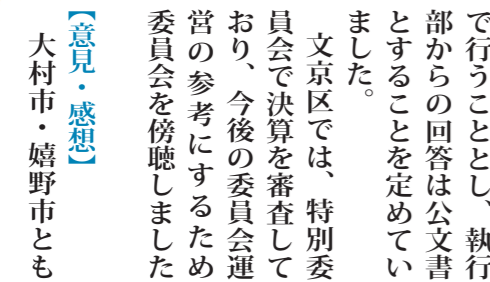 で行うこととし、執行
部からの回答は公文書
とすることを定めてい
ました。
文京区では、特別委
員会で決算を審査して
おり、今後の委員会運
営の参考にするため
委員会を傍聴しました
【意見・感想】
大村市・嬉野市とも